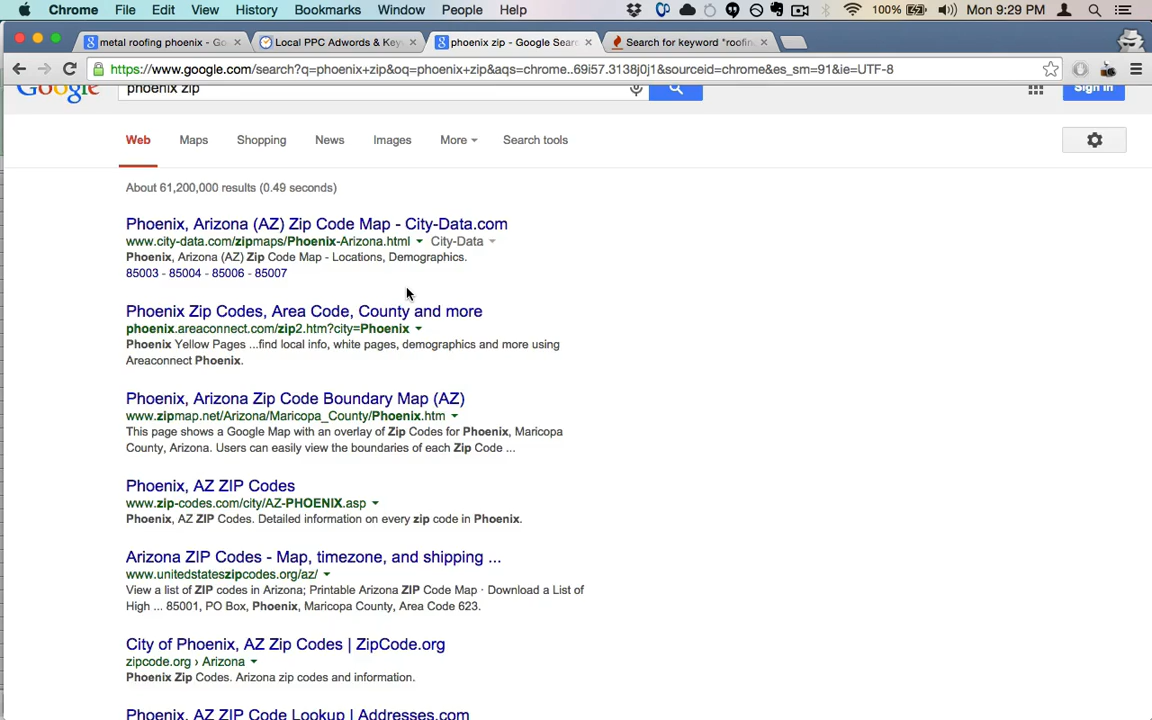 Chrome File Edit View History Bookmarks Window People Help 100% Mon 9:29 PM
metal roofing phoenix - Go
Local PPC Adwords & Key
phoenix zip - Google Sear
Search for keyword "roofin
https://www.google.com/search?q=phoenix+zip&oq=phoenix+zip&aqs=chrome..69i57.3138j0j1&sourceid=chrome&es_sm=91&ie=UTF-8
Google phoenix zip Sign in
Web Maps Shopping News Images More Search tools
About 61,200,000 results (0.49 seconds)
Phoenix, Arizona (AZ) Zip Code Map - City-Data.com
www.city-data.com/zipmaps/Phoenix-Arizona.html City-Data
Phoenix, Arizona (AZ) Zip Code Map - Locations, Demographics.
85003 - 85004 - 85006 - 85007
Phoenix Zip Codes, Area Code, County and more
phoenix.areaconnect.com/zip2.htm?city=Phoenix
Phoenix Yellow Pages ...find local info, white pages, demographics and more using
Areaconnect Phoenix.
Phoenix, Arizona Zip Code Boundary Map (AZ)
www.zipmap.net/Arizona/Maricopa_County/Phoenix.htm
This page shows a Google Map with an overlay of Zip Codes for Phoenix, Maricopa
County, Arizona. Users can easily view the boundaries of each Zip Code ...
Phoenix, AZ ZIP Codes
www.zip-codes.com/city/AZ-PHOENIX.asp
Phoenix, AZ ZIP Codes. Detailed information on every zip code in Phoenix.
Arizona ZIP Codes - Map, timezone, and shipping ...
www.unitedstateszipcodes.org/az/
View a list of ZIP codes in Arizona; Printable Arizona ZIP Code Map · Download a List of
High ... 85001, PO Box, Phoenix, Maricopa County, Area Code 623.
City of Phoenix, AZ Zip Codes | ZipCode.org
zipcode.org › Arizona
Phoenix Zip Codes. Arizona zip codes and information.
Phoenix, AZ ZIP Code Lookup | Addresses.com